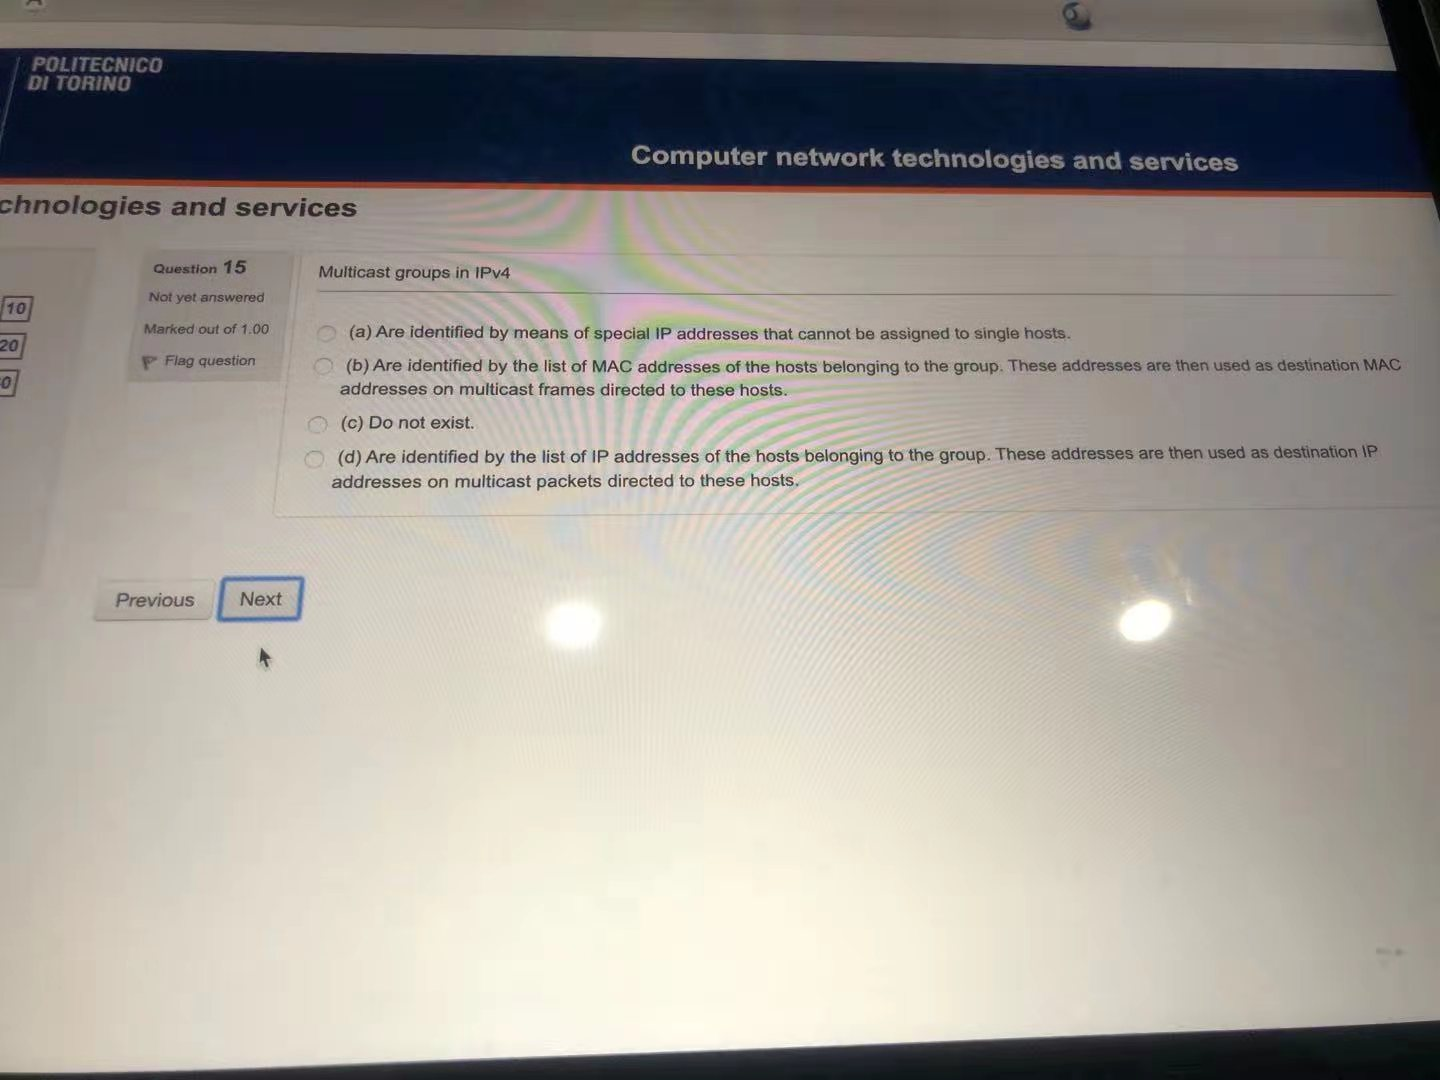 POLITECNICO
DI TORINO
Computer network technologies and services
chnologies and services
10
20
0
Question 15
Not yet answered
Marked out of 1.00
Flag question
Multicast groups in IPv4
(a) Are identified by means of special IP addresses that cannot be assigned to single hosts.
(b) Are identified by the list of MAC addresses of the hosts belonging to the group. These addresses are then used as destination MAC
addresses on multicast frames directed to these hosts.
(c) Do not exist.
(d) Are identified by the list of IP addresses of the hosts belonging to the group. These addresses are then used as destination IP
addresses on multicast packets directed to these hosts.
Previous
Next